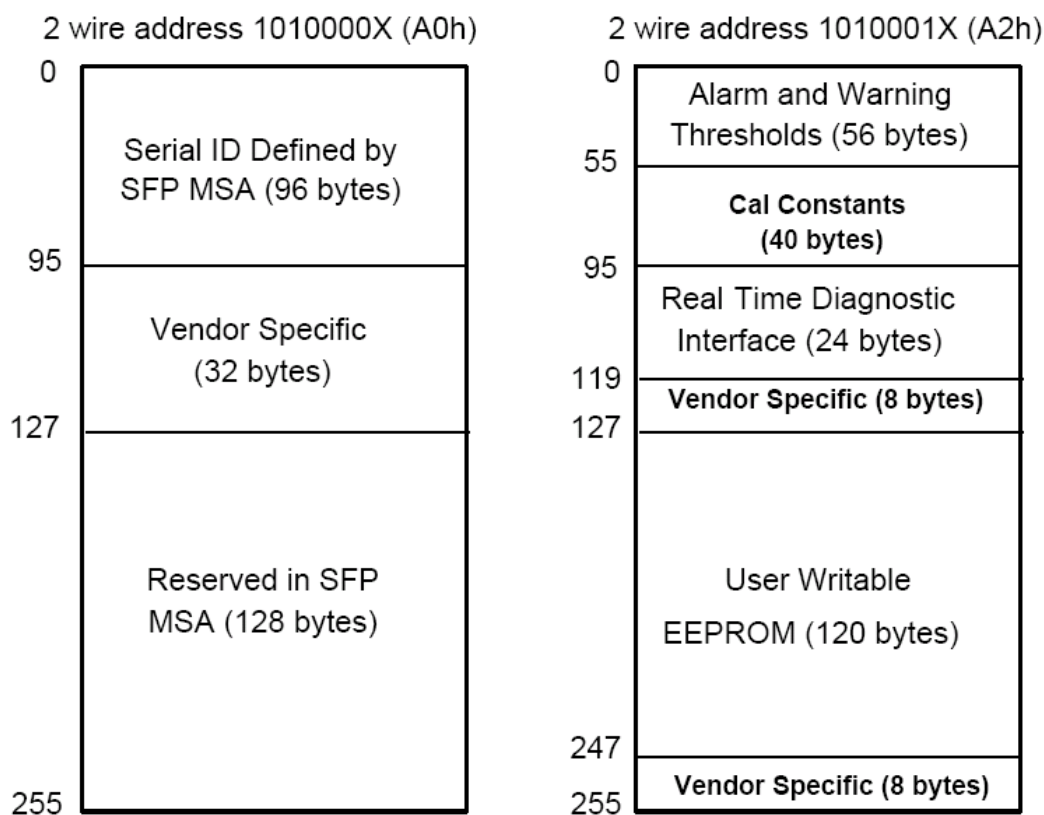 2 wire address 1010000X (A0h)
0
Serial ID Defined by
SFP MSA (96 bytes)
95
Vendor Specific
(32 bytes)
127
Reserved in SFP
MSA (128 bytes)
255
2 wire address 1010001X (A2h)
0
Alarm and Warning
Thresholds (56 bytes)
55
Cal Constants
(40 bytes)
95
Real Time Diagnostic
Interface (24 bytes)
119
Vendor Specific (8 bytes)
127
User Writable
EEPROM (120 bytes)
247
Vendor Specific (8 bytes)
255